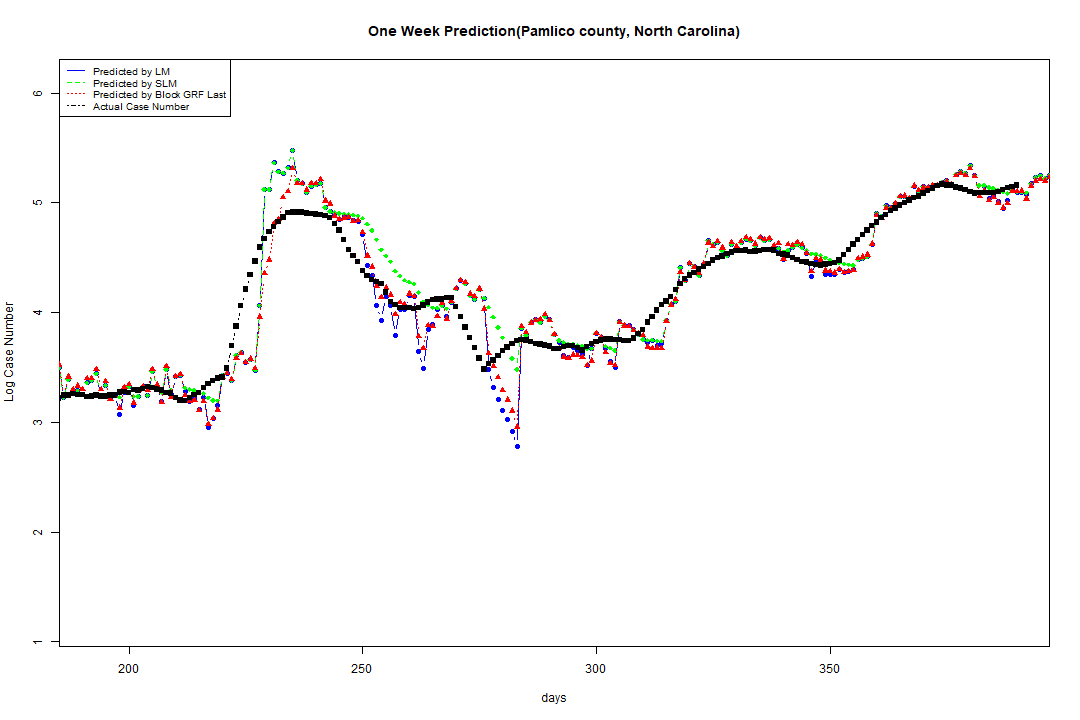 One Week Prediction(Pamlico county, North Carolina)
Predicted by LM
Predicted by SLM
Predicted by Block GRF Last
Actual Case Number
6
5
4
3
2
1
Log Case Number
200
250
300
350
days